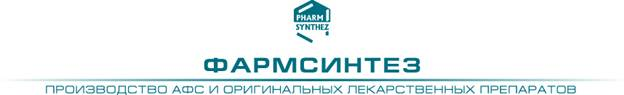 PHARM
SYNTHEZ
ФАРМСИНТЕЗ
ПРОИЗВОДСТВО АФС И ОРИГИНАЛЬНЫХ ЛЕКАРСТВЕННЫХ ПРЕПАРАТОВ